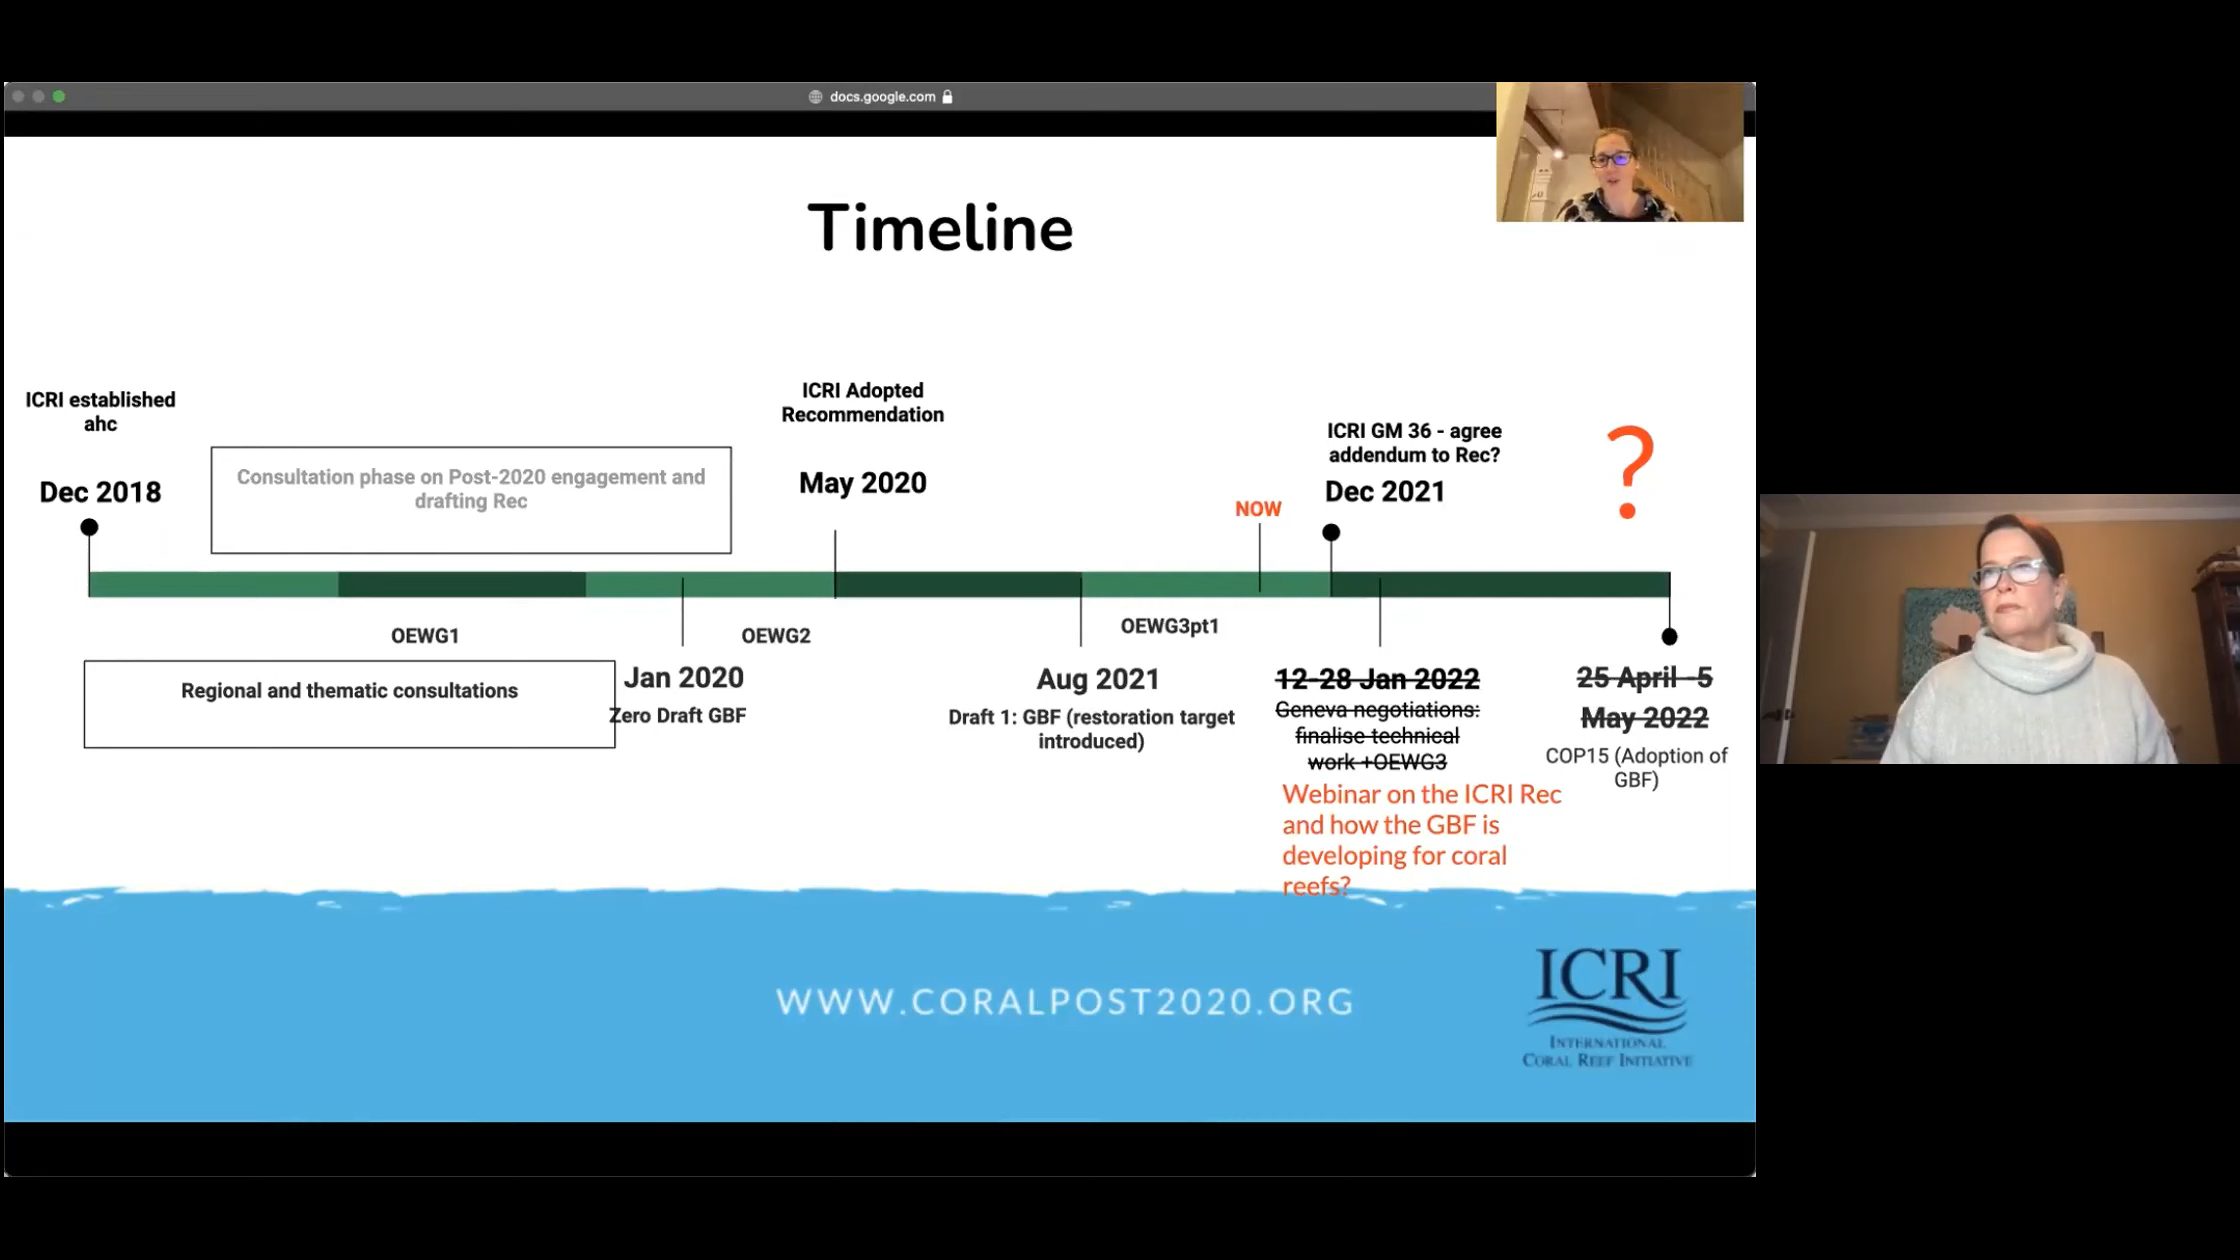 docs.google.com
Timeline
ICRI established
ahc
Dec 2018
Consultation phase on Post-2020 engagement and
drafting Rec
ICRI Adopted
Recommendation
May 2020
NOW
ICRI GM 36 - agree
addendum to Rec?
Dec 2021
?
OEWG1
OEWG2
OEWG3pt1
Regional and thematic consultations
Jan 2020
Zero Draft GBF
Aug 2021
Draft 1: GBF (restoration target
introduced)
12-28 Jan 2022
Geneva negotiations:
finalise technical
work +OEWG3
Webinar on the ICRI Rec
and how the GBF is
developing for coral
reefs?
25 April -5
May 2022
COP15 (Adoption of
GBF)
WWW.CORALPOST2020.ORG
ICRI
INTERNATIONAL
CORAL REEF INITIATIVE